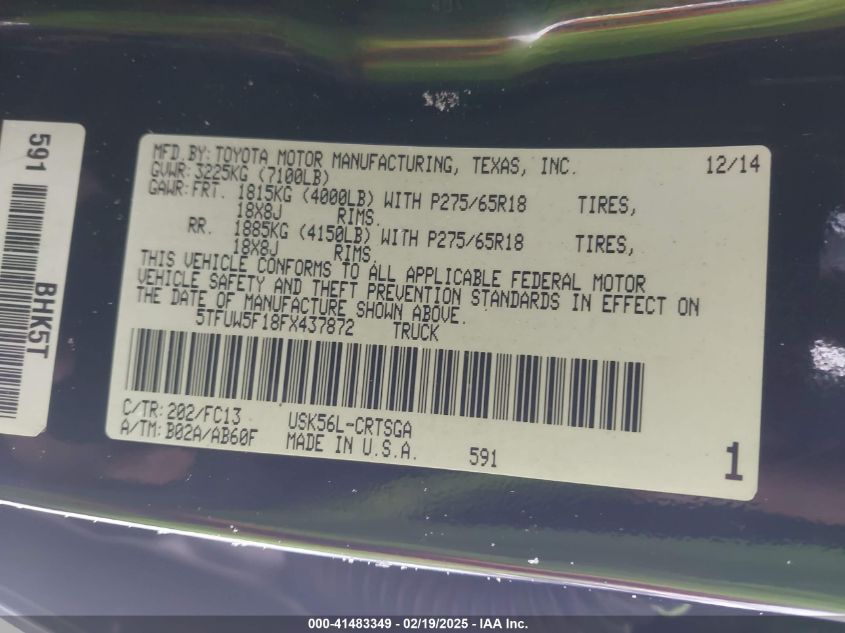 591
BHK5T
MFD.BY: TOYOTA MOTOR MANUFACTURING, TEXAS, INC. 12/14
GVWR: 3225KG (7100LB)
GAWR: FRT. 1815KG (4000LB) WITH P275/65R18 TIRES,
18X8J RIMS.
RR. 1885KG (4150LB) WITH P275/65R18 TIRES,
18X8J RIMS.
THIS VEHICLE CONFORMS TO ALL APPLICABLE FEDERAL MOTOR
VEHICLE SAFETY AND THEFT PREVENTION STANDARDS IN EFFECT ON
THE DATE OF MANUFACTURE SHOWN ABOVE.
5TFUW5F18FX437872 TRUCK
C/TR: 202/FC13 USK56L-CRTSGA
A/TM: B02A/AB60F MADE IN U.S.A. 591
1
000-41483349 - 02/19/2025 - IAA Inc.